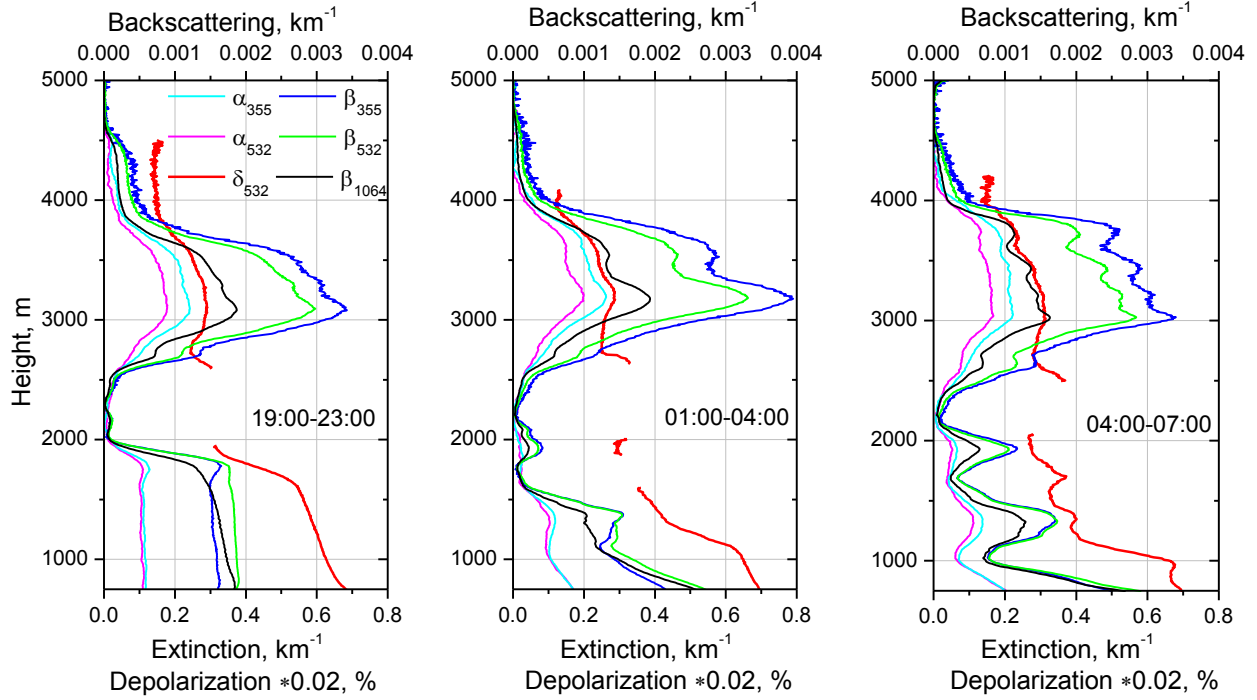 Backscattering, km⁻¹
0.000 0.001 0.002 0.003 0.004
5000
4000
3000
2000
1000
Height, m
α355 β355
α532 β532
δ532 β1064
19:00-23:00
0.0 0.2 0.4 0.6 0.8
Extinction, km⁻¹
Depolarization *0.02, %
Backscattering, km⁻¹
0.000 0.001 0.002 0.003 0.004
5000
4000
3000
2000
1000
01:00-04:00
0.0 0.2 0.4 0.6 0.8
Extinction, km⁻¹
Depolarization *0.02, %
Backscattering, km⁻¹
0.000 0.001 0.002 0.003 0.004
5000
4000
3000
2000
1000
04:00-07:00
0.0 0.2 0.4 0.6 0.8
Extinction, km⁻¹
Depolarization *0.02, %